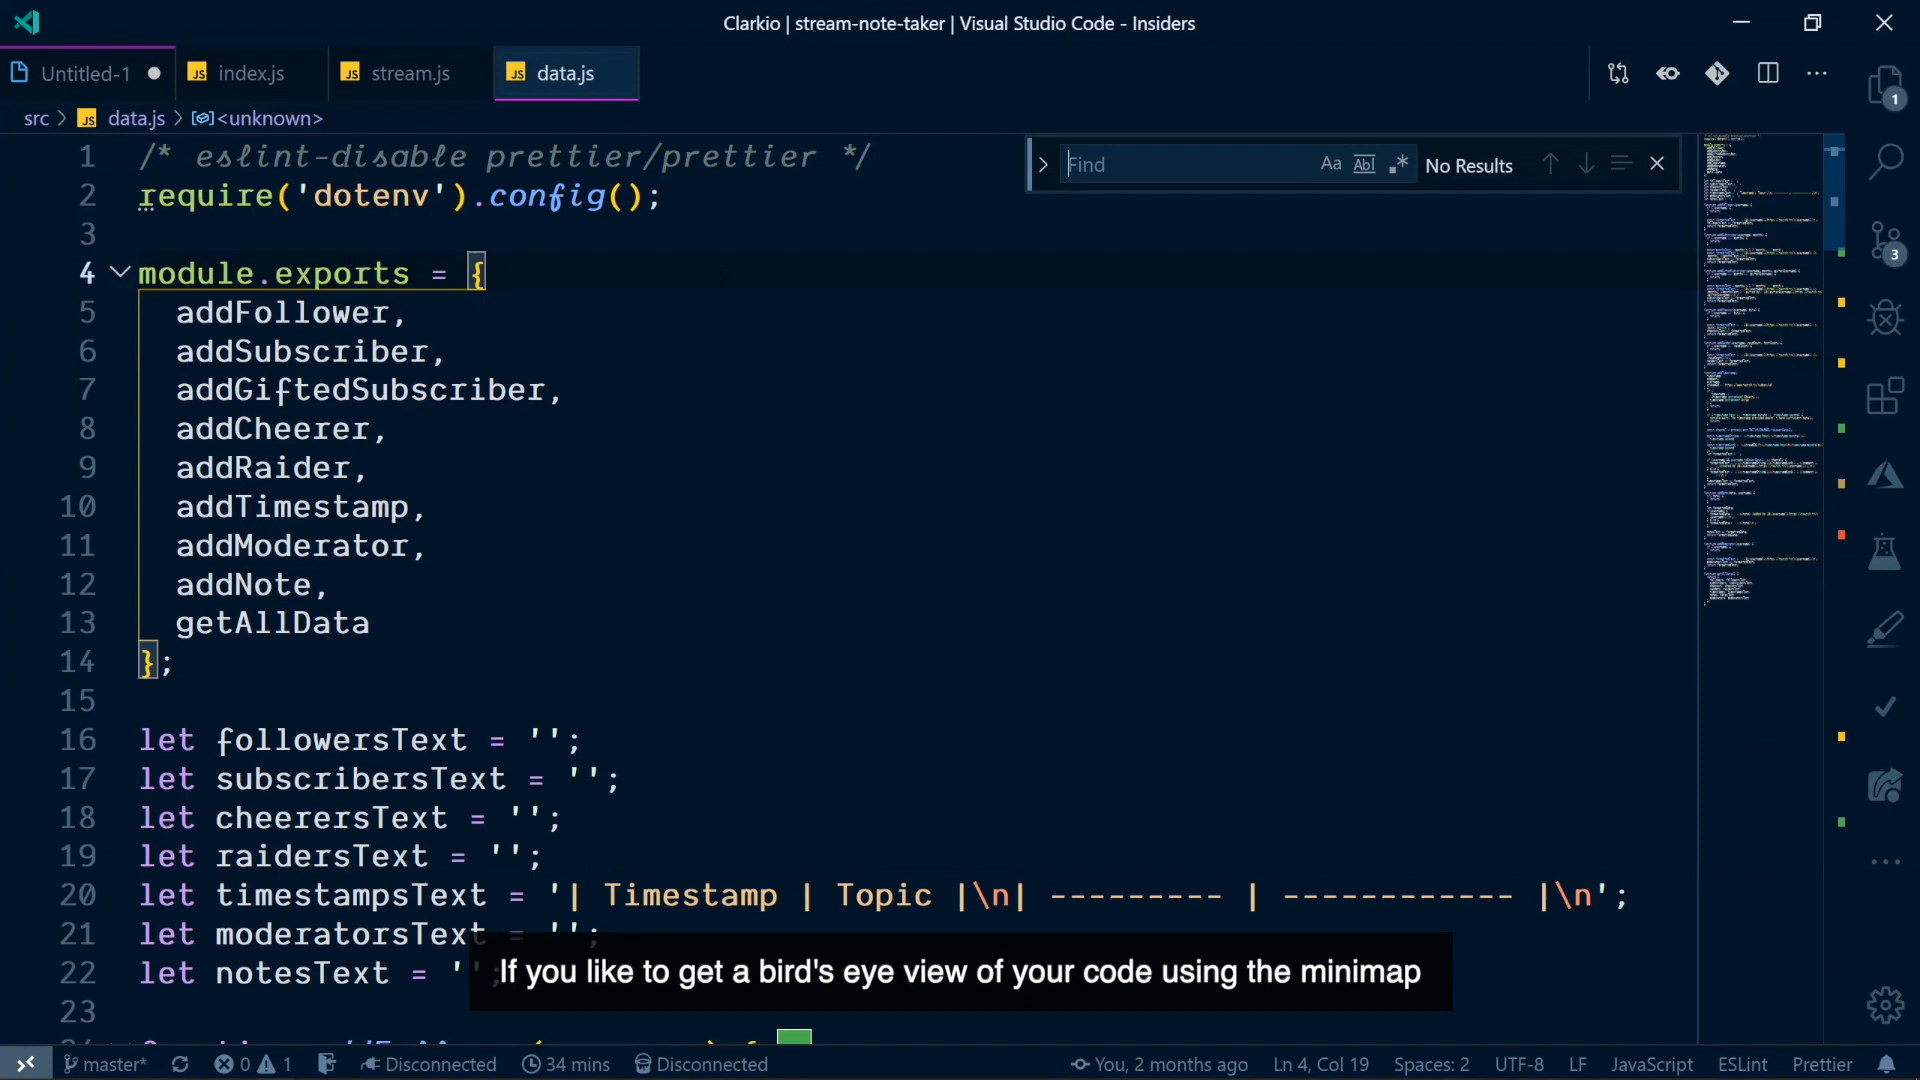 Clarkio | stream-note-taker | Visual Studio Code - Insiders
Untitled-1
JS index.js
JS stream.js
JS data.js
src > JS data.js > <unknown>
Find
Aa Abl .* No Results
1 /* eslint-disable prettier/prettier */
2 require('dotenv').config();
3
4 module.exports = {
5 addFollower,
6 addSubscriber,
7 addGiftedSubscriber,
8 addCheerer,
9 addRaider,
10 addTimestamp,
11 addModerator,
12 addNote,
13 getAllData
14 };
15
16 let followersText = '';
17 let subscribersText = '';
18 let cheerersText = '';
19 let raidersText = '';
20 let timestampsText = '| Timestamp | Topic |\n| --------- | ------------ |\n';
21 let moderatorsText = '';
22 let notesText = '';
23
If you like to get a bird's eye view of your code using the minimap
1
3
master* 0 1 Disconnected 34 mins Disconnected You, 2 months ago Ln 4, Col 19 Spaces: 2 UTF-8 LF JavaScript ESLint Prettier